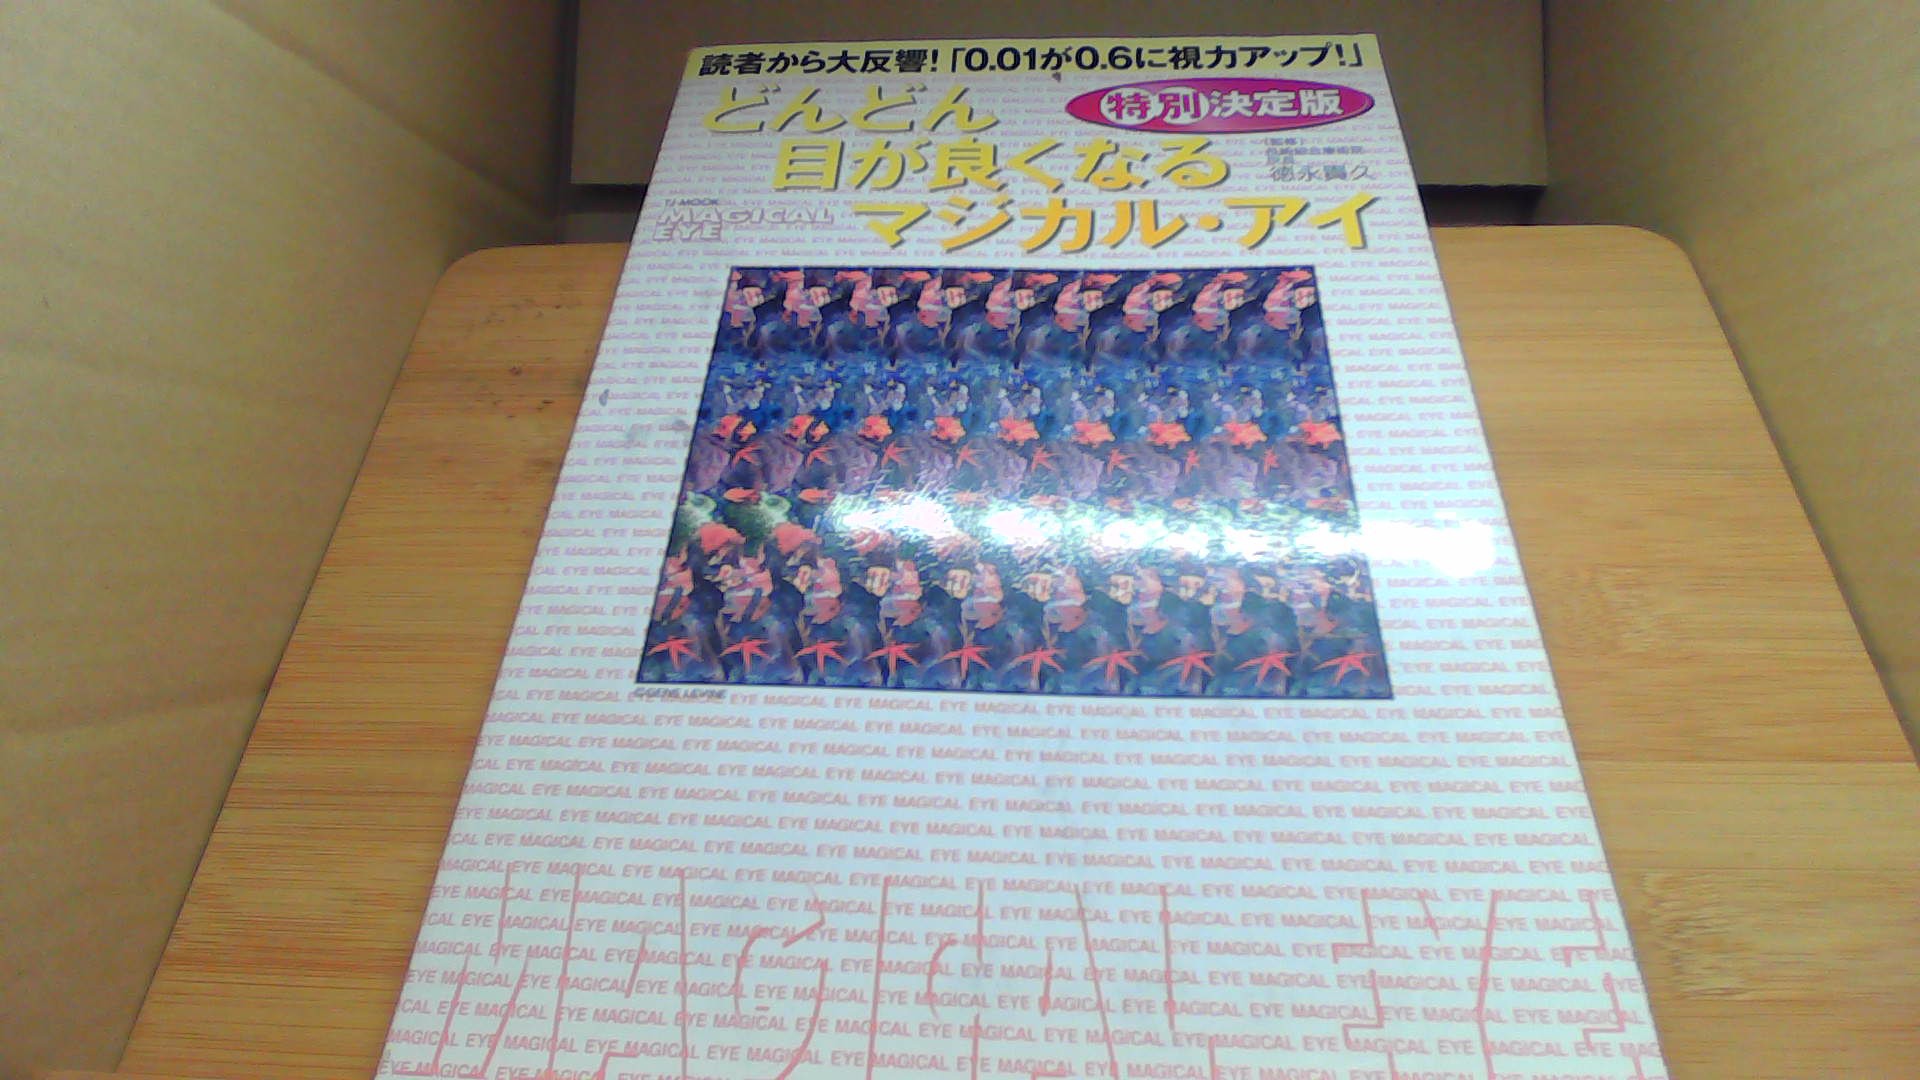 読者から大反響!「0.01が0.6に視力アップ!」
どんどん
特別決定版
目が良くなる
徳永貴久
TJ MOOK
MAGICAL
EYE
マジカル・アイ
©GENE LEVINE
MAGICAL EYE